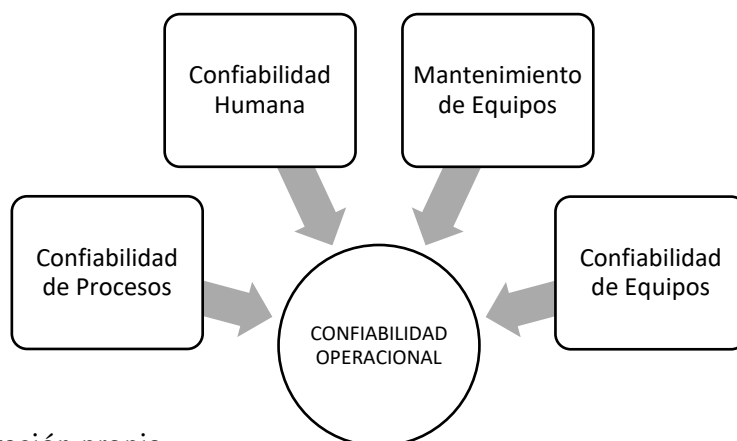 Confiabilidad
Humana
Mantenimiento
de Equipos
Confiabilidad
de Procesos
Confiabilidad
de Equipos
CONFIABILIDAD
OPERACIONAL